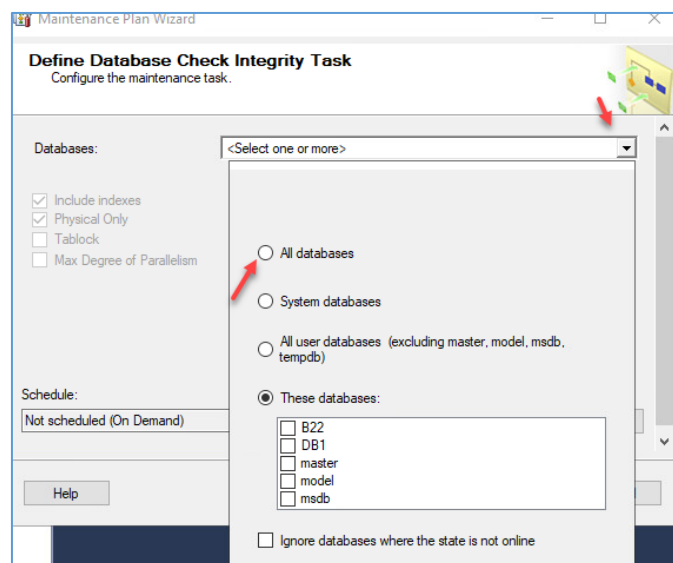 Maintenance Plan Wizard
Define Database Check Integrity Task
Configure the maintenance task.
Databases:
<Select one or more>
Include indexes
Physical Only
Tablock
Max Degree of Parallelism
All databases
System databases
All user databases (excluding master, model, msdb,
tempdb)
These databases:
B22
DB1
master
model
msdb
Ignore databases where the state is not online
Schedule:
Not scheduled (On Demand)
Help